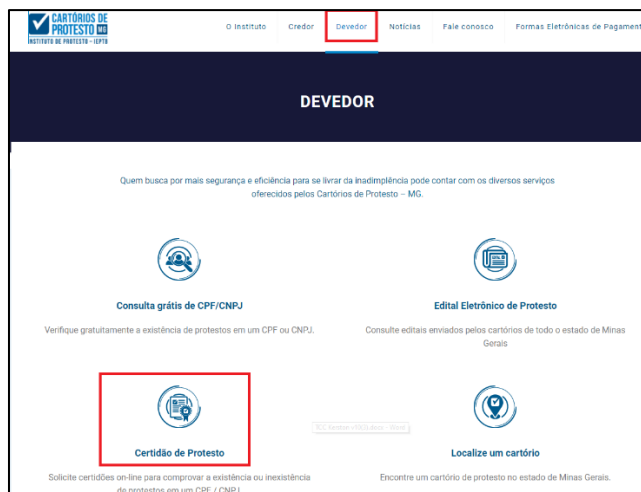 CARTÓRIOS DE
PROTESTO MG
INSTITUTO DE PROTESTO - IEPTB
O Instituto Credor Devedor Notícias Fale conosco Formas Eletrônicas de Pagament
DEVEDOR
Quem busca por mais segurança e eficiência para se livrar da inadimplência pode contar com os diversos serviços
oferecidos pelos Cartórios de Protesto – MG.
Consulta grátis de CPF/CNPJ
Verifique gratuitamente a existência de protestos em um CPF ou CNPJ.
Edital Eletrônico de Protesto
Consulte editais enviados pelos cartórios de todo o estado de Minas
Gerais
Certidão de Protesto
Solicite certidões on-line para comprovar a existência ou inexistência
de protestos em um CPF / CNPJ
Localize um cartório
Encontre um cartório de protesto no estado de Minas Gerais.